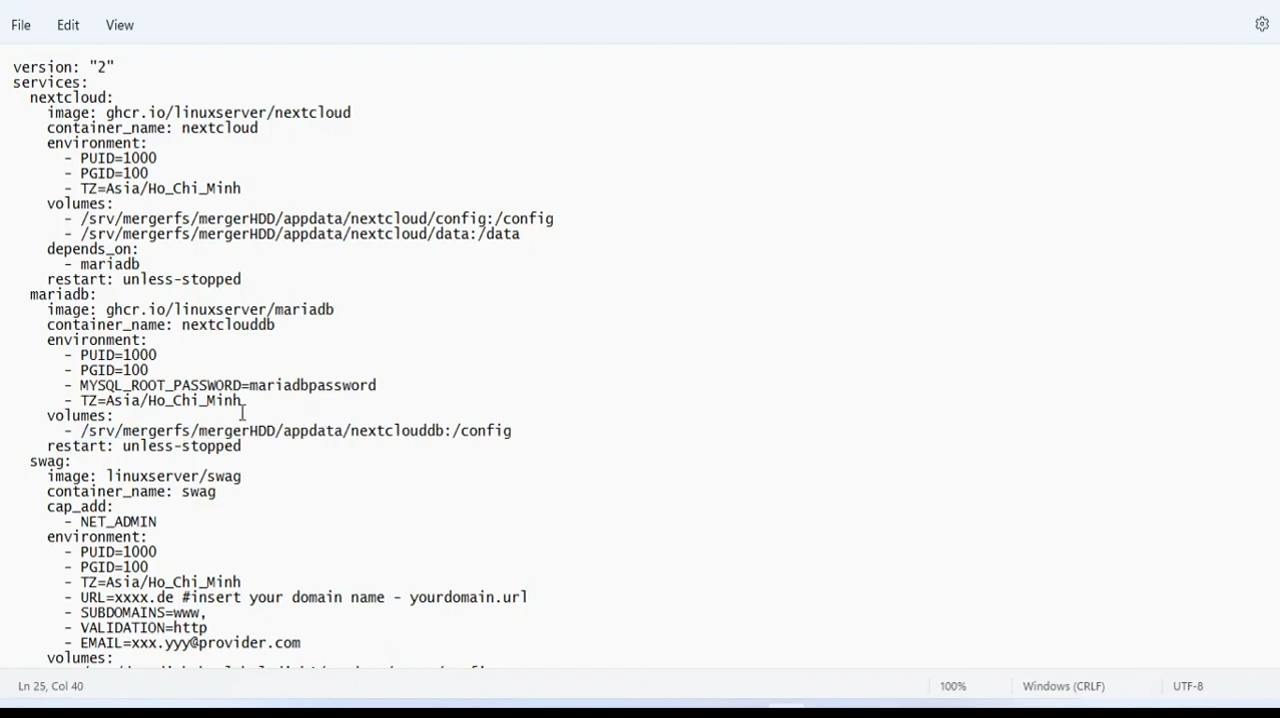 File Edit View
version: "2"
services:
nextcloud:
image: ghcr.io/linuxserver/nextcloud
container_name: nextcloud
environment:
- PUID=1000
- PGID=100
- TZ=Asia/Ho_Chi_Minh
volumes:
- /srv/mergerfs/mergerHDD/appdata/nextcloud/config:/config
- /srv/mergerfs/mergerHDD/appdata/nextcloud/data:/data
depends_on:
- mariadb
restart: unless-stopped
mariadb:
image: ghcr.io/linuxserver/mariadb
container_name: nextclouddb
environment:
- PUID=1000
- PGID=100
- MYSQL_ROOT_PASSWORD=mariadbpassword
- TZ=Asia/Ho_Chi_Minh
volumes:
- /srv/mergerfs/mergerHDD/appdata/nextclouddb:/config
restart: unless-stopped
swag:
image: linuxserver/swag
container_name: swag
cap_add:
- NET_ADMIN
environment:
- PUID=1000
- PGID=100
- TZ=Asia/Ho_Chi_Minh
- URL=xxxx.de #insert your domain name - yourdomain.url
- SUBDOMAINS=www,
- VALIDATION=http
- EMAIL=xxx.yyy@provider.com
volumes:
Ln 25, Col 40 100% Windows (CRLF) UTF-8